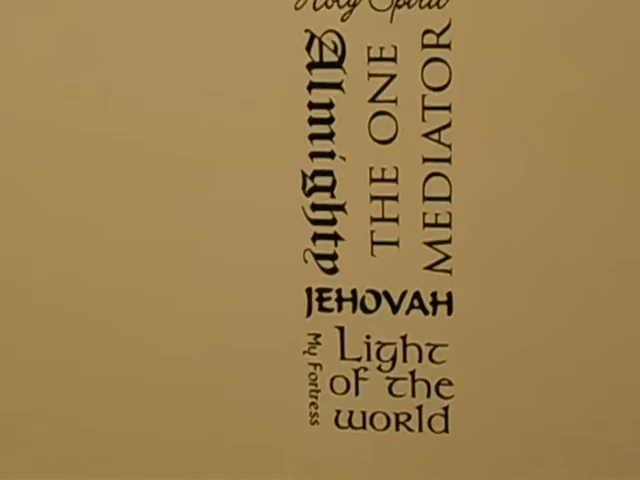 Holy Spirit
Almighty
THE ONE
MEDIATOR
JEHOVAH
My Fortress
Light
of the
world